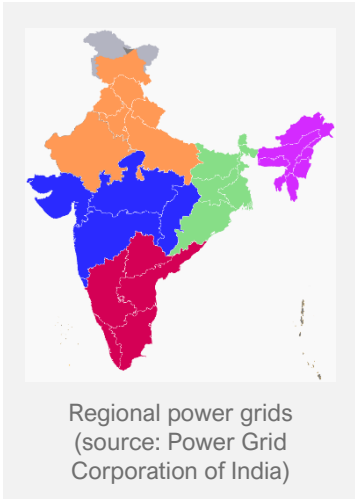 Regional power grids
(source: Power Grid
Corporation of India)